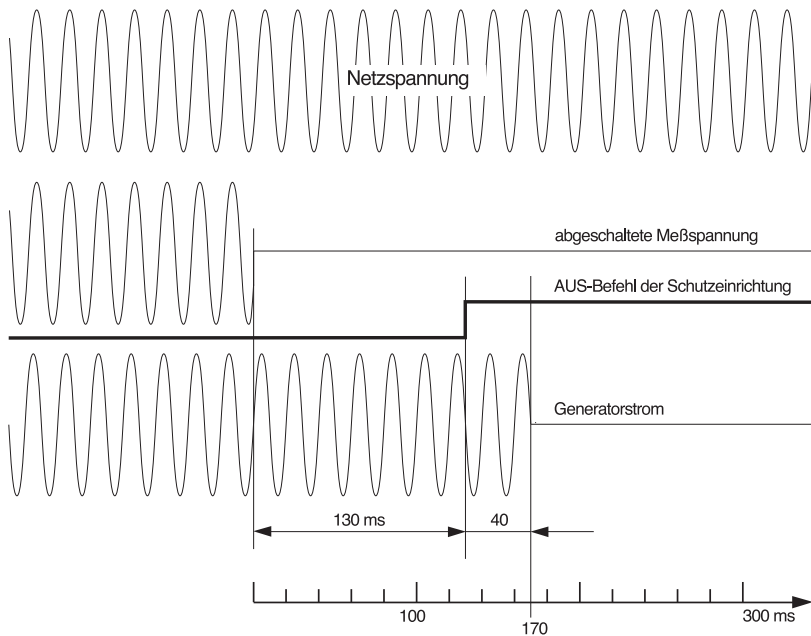 Netzspannung
abgeschaltete Meßspannung
AUS-Befehl der Schutzeinrichtung
Generatorstrom
130 ms
40
100
170
300 ms